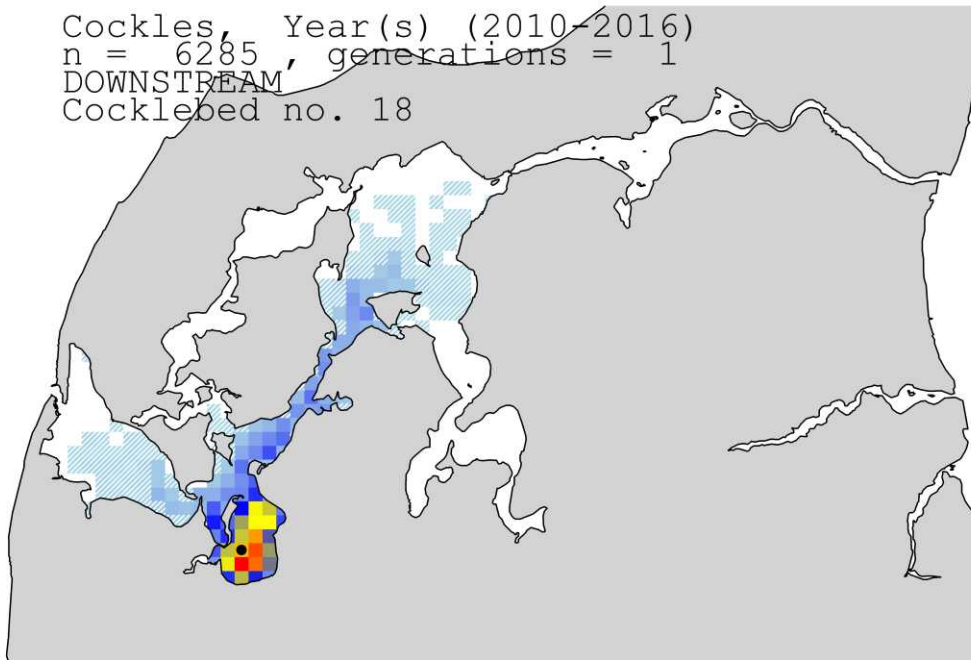 Cockles, Year(s) (2010-2016)
n = 6285 , generations = 1
DOWNSTREAM
Cocklebed no. 18